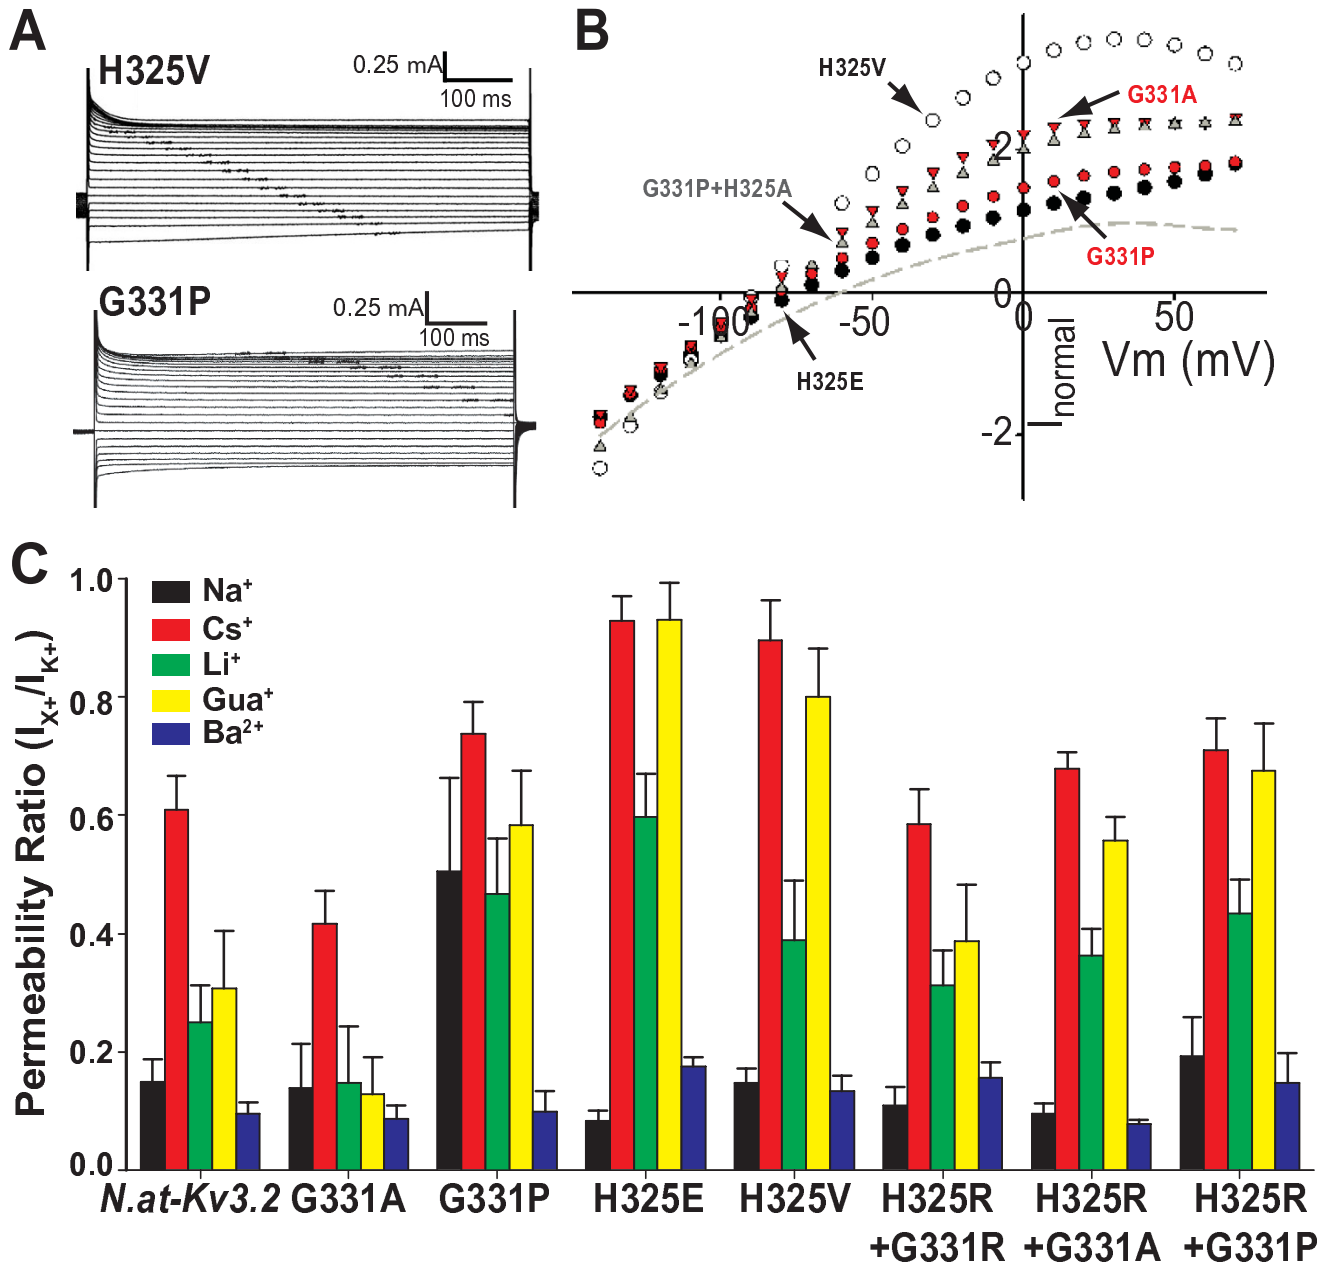 A
H325V
0.25 mA
100 ms
G331P
0.25 mA
100 ms
B
H325V
G331A
G331P+H325A
G331P
H325E
2
0
-2
-100
-50
0
50
Vm (mV)
Inormal
C
Permeability Ratio (IX+/IK+)
1.0
0.8
0.6
0.4
0.2
0.0
Na+
Cs+
Li+
Gua+
Ba2+
N.at-Kv3.2
G331A
G331P
H325E
H325V
H325R
+G331R
H325R
+G331A
H325R
+G331P